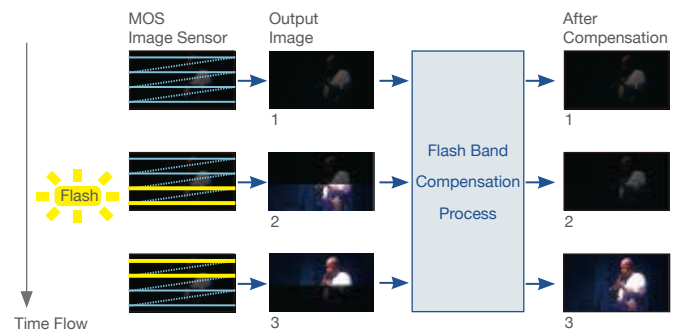 MOS
Image Sensor
Output
Image
After
Compensation
1
1
Flash
Flash Band
Compensation
Process
2
2
3
3
Time Flow